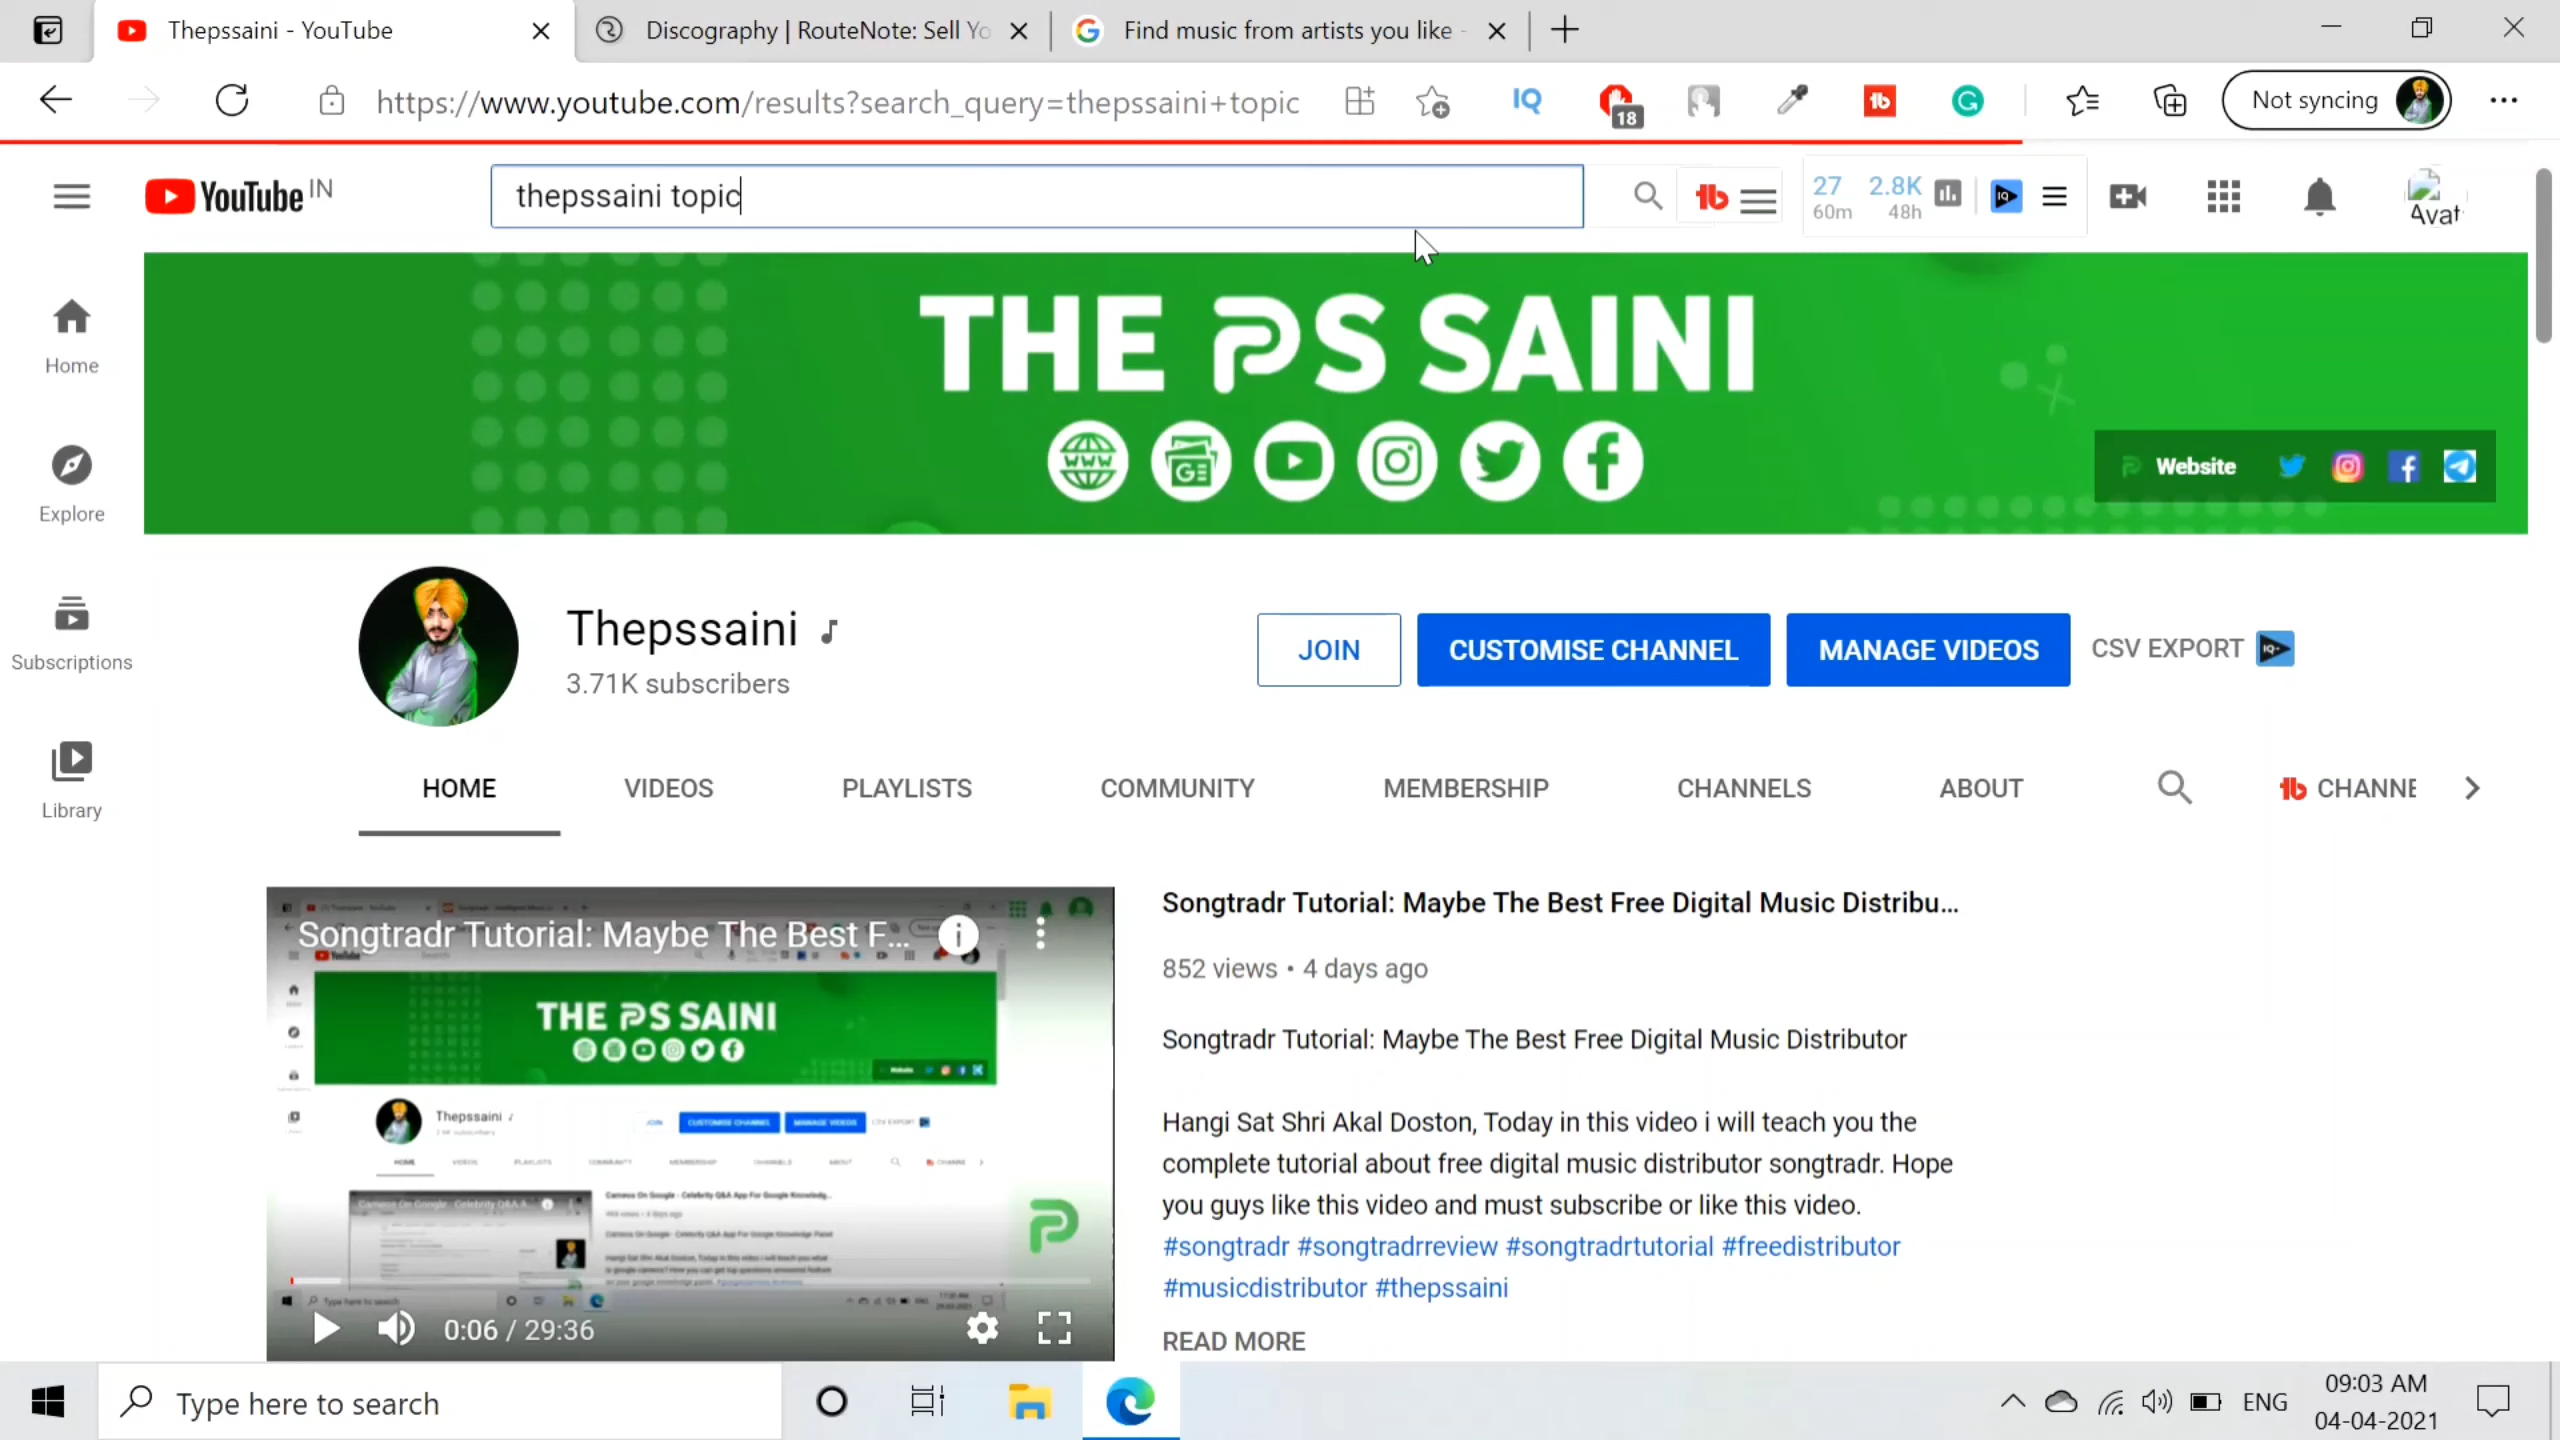 Thepssaini - YouTube
Discography | RouteNote: Sell Yo
Find music from artists you like -
https://www.youtube.com/results?search_query=thepssaini+topic
IQ
18
Not syncing
YouTube IN
thepssaini topic
27
60m
2.8K
48h
Avat
Home
Explore
Subscriptions
Library
THE PS SAINI
WWW
GE
Website
Thepssaini
3.71K subscribers
JOIN
CUSTOMISE CHANNEL
MANAGE VIDEOS
CSV EXPORT
HOME
VIDEOS
PLAYLISTS
COMMUNITY
MEMBERSHIP
CHANNELS
ABOUT
CHANNE
Songtradr Tutorial: Maybe The Best F...
THE PS SAINI
Thepssaini
0:06 / 29:36
Songtradr Tutorial: Maybe The Best Free Digital Music Distribu...
852 views • 4 days ago
Songtradr Tutorial: Maybe The Best Free Digital Music Distributor
Hangi Sat Shri Akal Doston, Today in this video i will teach you the
complete tutorial about free digital music distributor songtradr. Hope
you guys like this video and must subscribe or like this video.
#songtradr #songtradrreview #songtradrtutorial #freedistributor
#musicdistributor #thepssaini
READ MORE
Type here to search
ENG
09:03 AM
04-04-2021